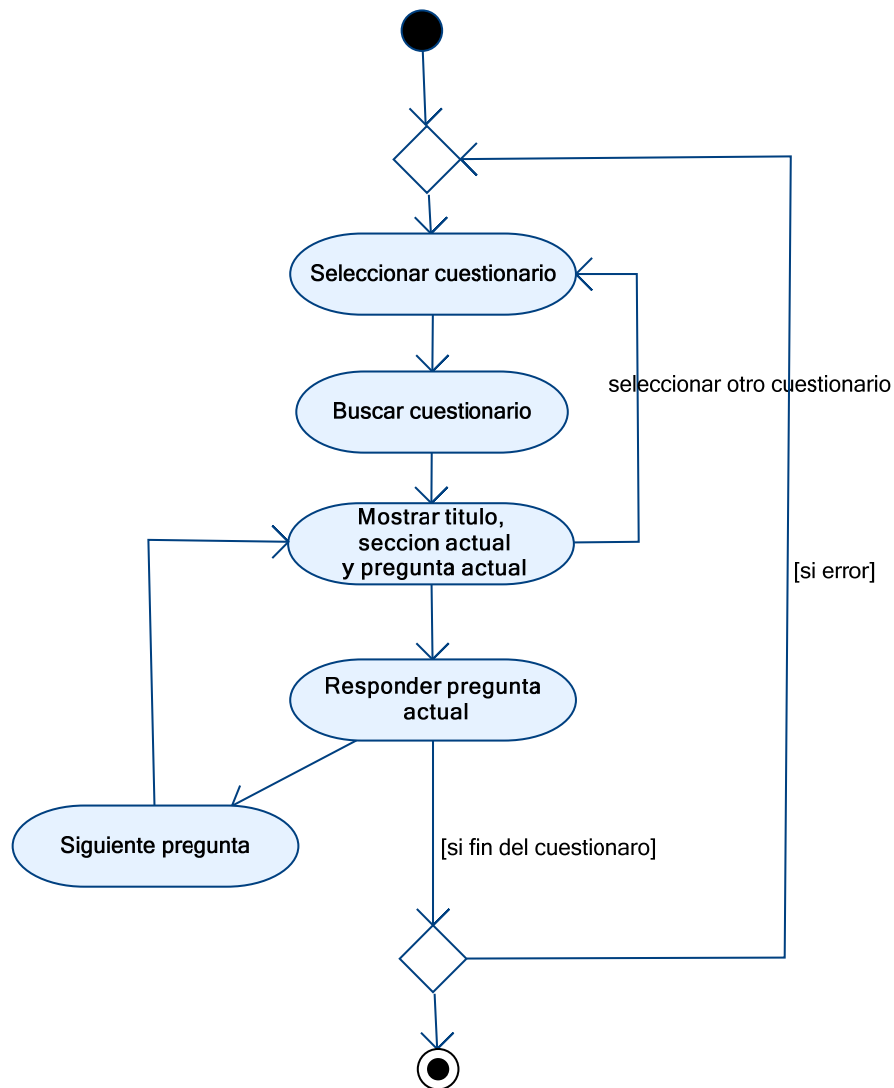 Seleccionar cuestionario
seleccionar otro cuestionario
Buscar cuestionario
Mostrar titulo,
seccion actual
y pregunta actual
[si error]
Responder pregunta
actual
Siguiente pregunta
[si fin del cuestionaro]